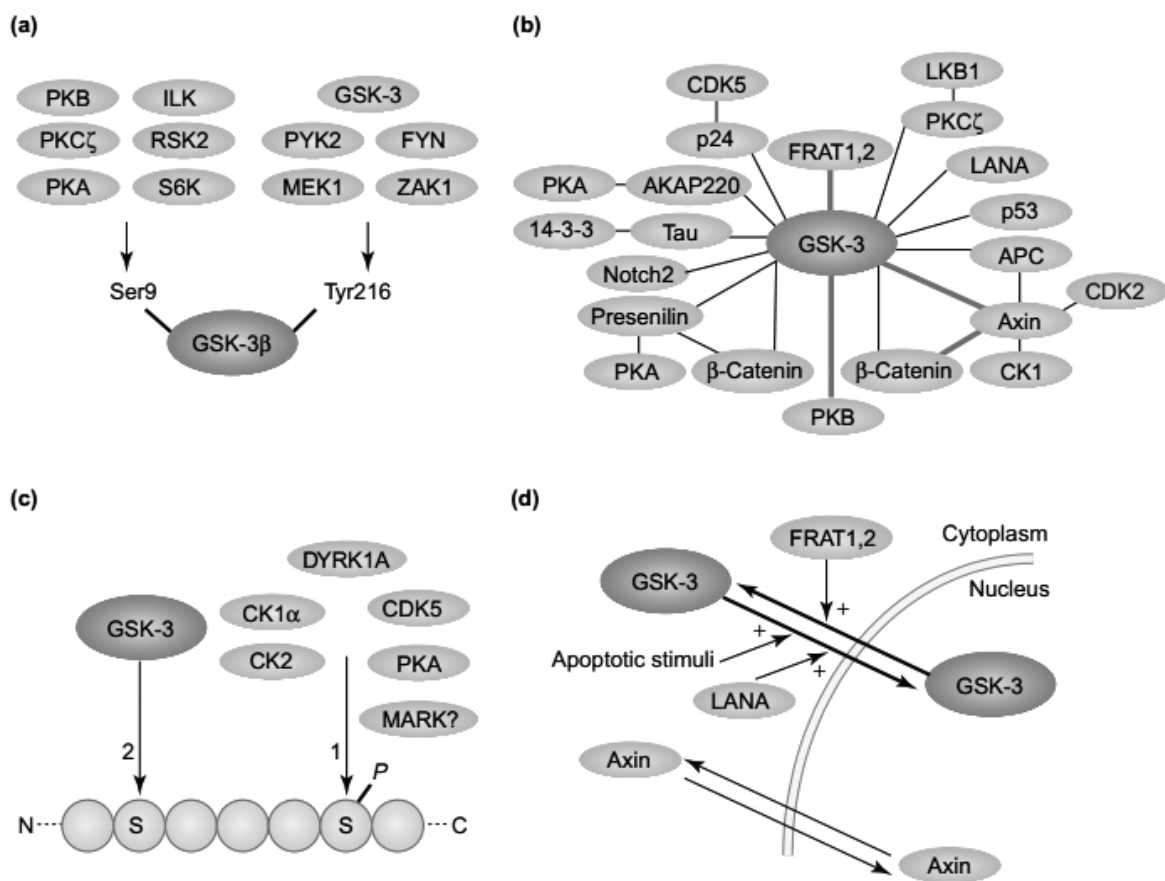 (a)
PKB
ILK
GSK-3
PKCζ
RSK2
PYK2
FYN
PKA
S6K
MEK1
ZAK1
Ser9
Tyr216
GSK-3β
(b)
CDK5
LKB1
p24
FRAT1,2
PKCζ
PKA
AKAP220
LANA
14-3-3
Tau
GSK-3
p53
Notch2
APC
CDK2
Presenilin
Axin
PKA
β-Catenin
β-Catenin
CK1
PKB
(c)
DYRK1A
GSK-3
CK1α
CDK5
CK2
PKA
MARK?
2
1
P
N
S
S
C
(d)
FRAT1,2
Cytoplasm
Nucleus
GSK-3
+
+
Apoptotic stimuli
+
GSK-3
LANA
Axin
Axin